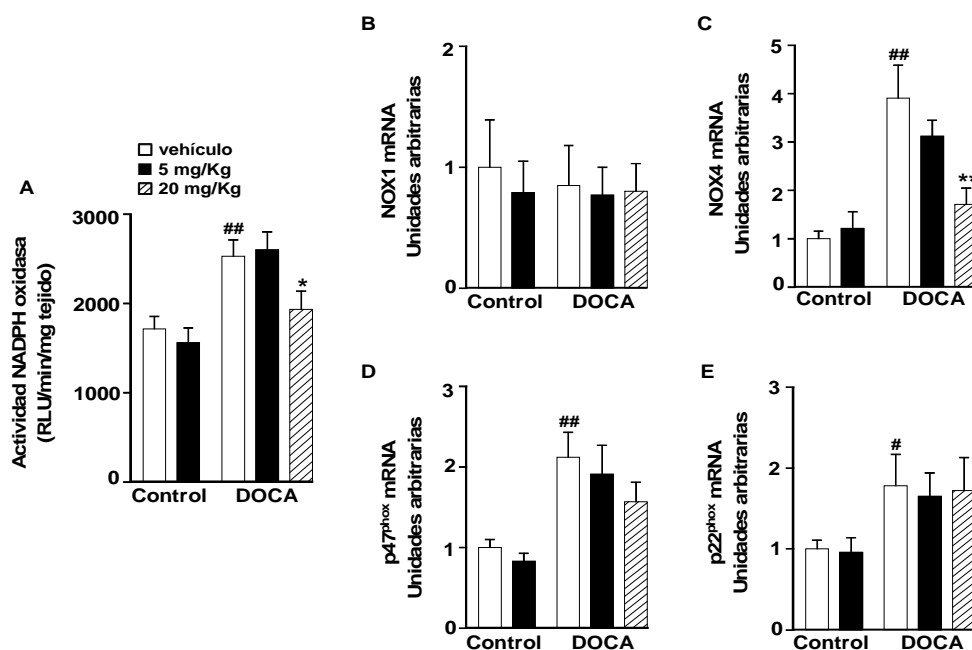 vehículo
5 mg/Kg
20 mg/Kg
A
Actividad NADPH oxidasa
(RLU/min/mg tejido)
3000
2000
1000
0
##
*
Control
DOCA
B
NOX1 mRNA
Unidades arbitrarias
2
1
0
Control
DOCA
C
NOX4 mRNA
Unidades arbitrarias
5
4
3
2
1
0
##
**
Control
DOCA
D
p47phox mRNA
Unidades arbitrarias
3
2
1
0
##
Control
DOCA
E
p22phox mRNA
Unidades arbitrarias
3
2
1
0
#
Control
DOCA